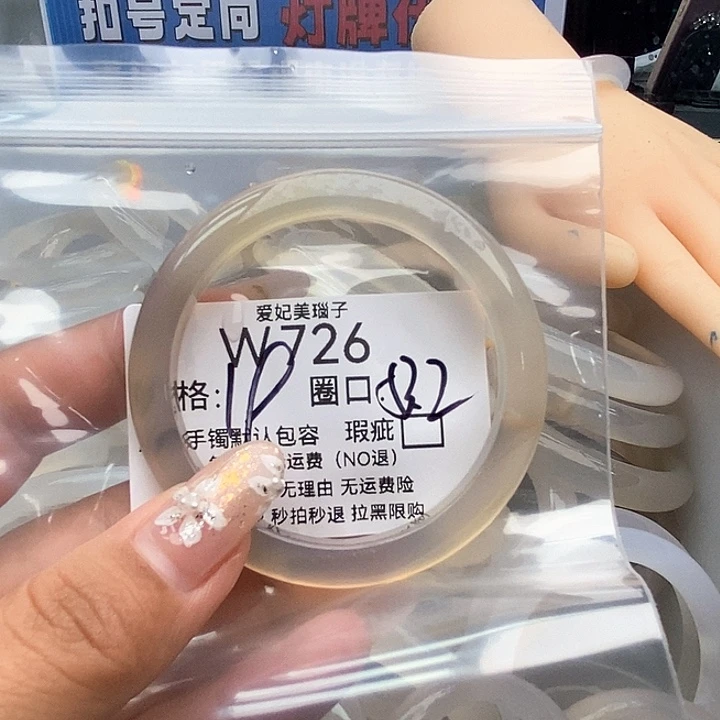 扣号定向 灯牌
爱妃美瑙子
W726
格: 圈口
手镯默认包容 瑕疵
运费（NO退）
无理由 无运费险
秒拍秒退 拉黑限购